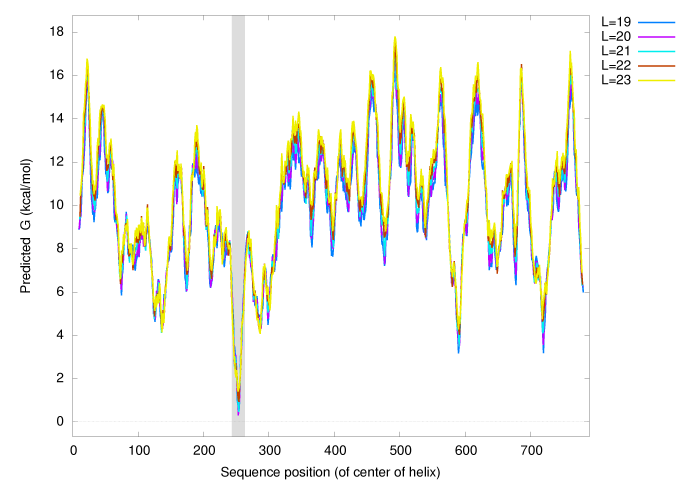 18
16
14
12
10
8
6
4
2
0
Predicted G (kcal/mol)
0
100
200
300
400
500
600
700
Sequence position (of center of helix)
L=19
L=20
L=21
L=22
L=23